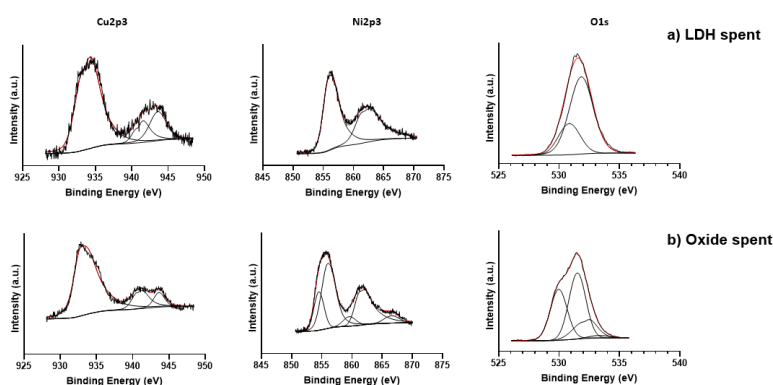 Cu2p3
Ni2p3
O1s
a) LDH spent
Intensity (a.u.)
Intensity (a.u.)
Intensity (a.u.)
925 930 935 940 945 950
845 850 855 860 865 870 875
530 535 540
Binding Energy (eV)
Binding Energy (eV)
Binding Energy (eV)
b) Oxide spent
Intensity (a.u.)
Intensity (a.u.)
Intensity (a.u.)
925 930 935 940 945 950
845 850 855 860 865 870 875
530 535 540
Binding Energy (eV)
Binding Energy (eV)
Binding Energy (eV)